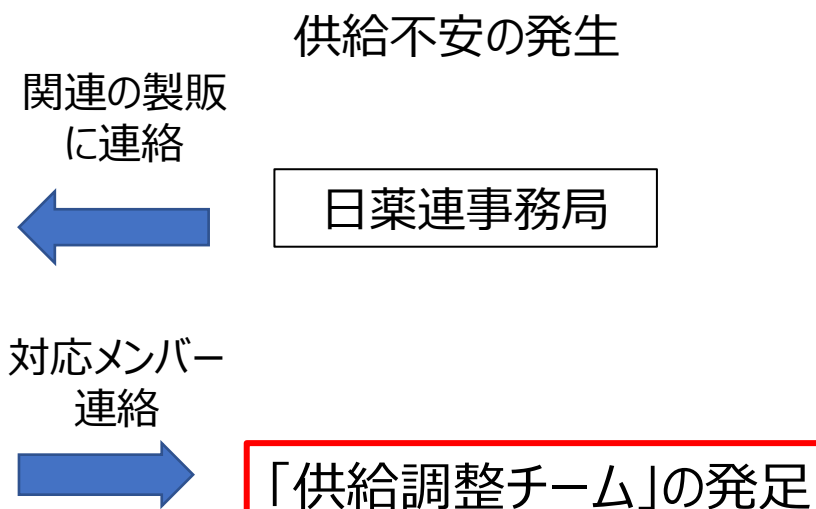 供給不安の発生
関連の製販
に連絡
日薬連事務局
対応メンバー
連絡
「供給調整チーム」の発足